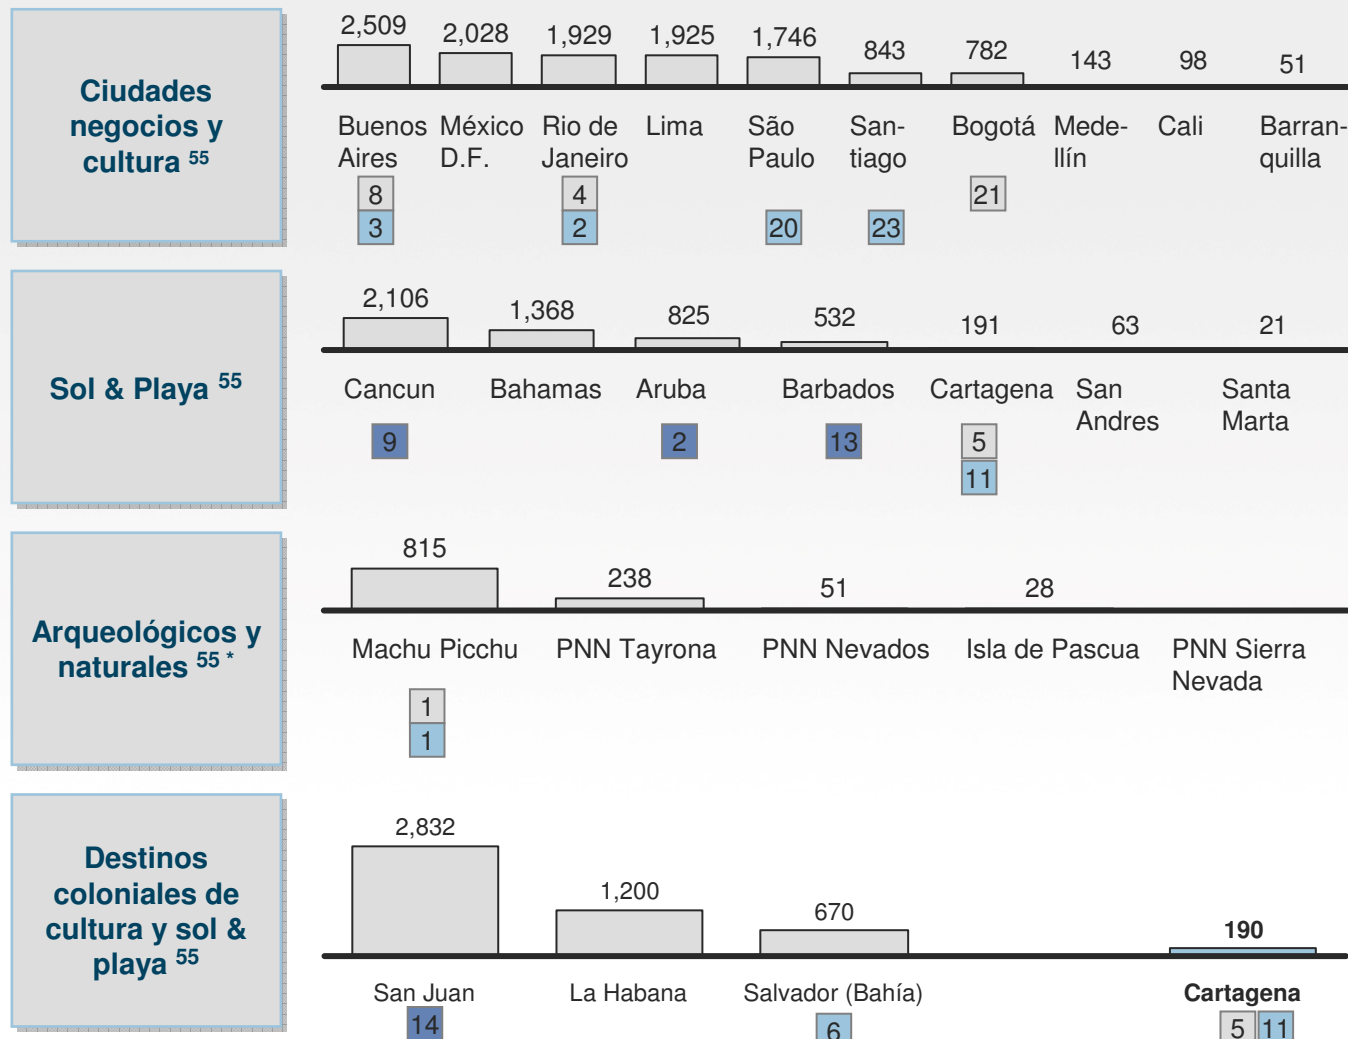 Ciudades
negocios y
cultura 55
2,509 2,028 1,929 1,925 1,746 843 782 143 98 51
Buenos México Rio de Lima São San- Bogotá Mede- Cali Barran-
Aires D.F. Janeiro Paulo tiago llín quilla
8 4 21
3 2 20 23
Sol & Playa 55
2,106 1,368 825 532 191 63 21
Cancun Bahamas Aruba Barbados Cartagena San Santa
Andres Marta
9 2 13 5
11
Arqueológicos y
naturales 55 *
815 238 51 28
Machu Picchu PNN Tayrona PNN Nevados Isla de Pascua PNN Sierra
Nevada
1
1
Destinos
coloniales de
cultura y sol &
playa 55
2,832 1,200 670 190
San Juan La Habana Salvador (Bahía) Cartagena
14 6 5 11